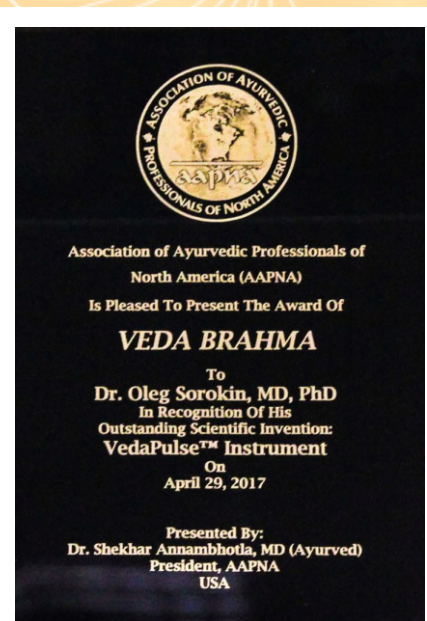 ASSOCIATION OF AYURVEDIC
PROFESSIONALS OF NORTH AMERICA
aapna
Association of Ayurvedic Professionals of
North America (AAPNA)
Is Pleased To Present The Award Of
VEDA BRAHMA
To
Dr. Oleg Sorokin, MD, PhD
In Recognition Of His
Outstanding Scientific Invention:
VedaPulse™ Instrument
On
April 29, 2017
Presented By:
Dr. Shekhar Annambhotla, MD (Ayurved)
President, AAPNA
USA